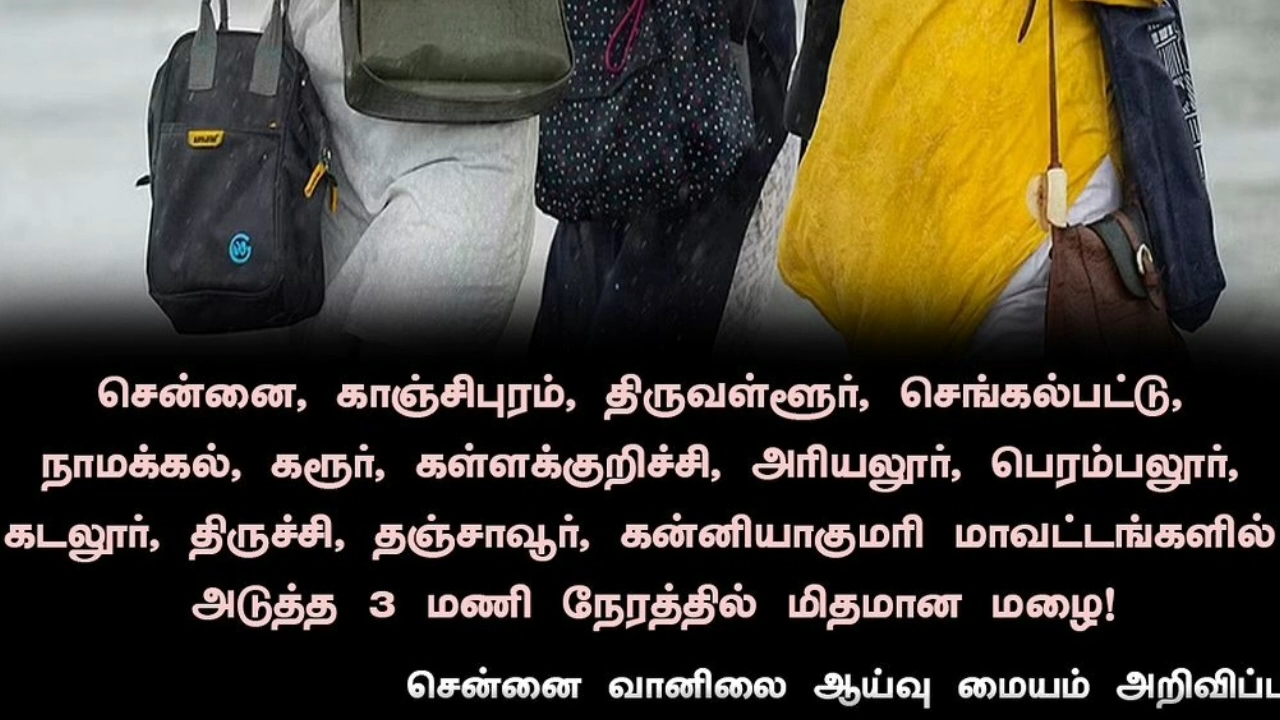 சென்னை, காஞ்சிபுரம், திருவள்ளூர், செங்கல்பட்டு,
நாமக்கல், கரூர், கள்ளக்குறிச்சி, அரியலூர், பெரம்பலூர்,
கடலூர், திருச்சி, தஞ்சாவூர், கன்னியாகுமரி மாவட்டங்களில்
அடுத்த 3 மணி நேரத்தில் மிதமான மழை!
சென்னை வானிலை ஆய்வு மையம்